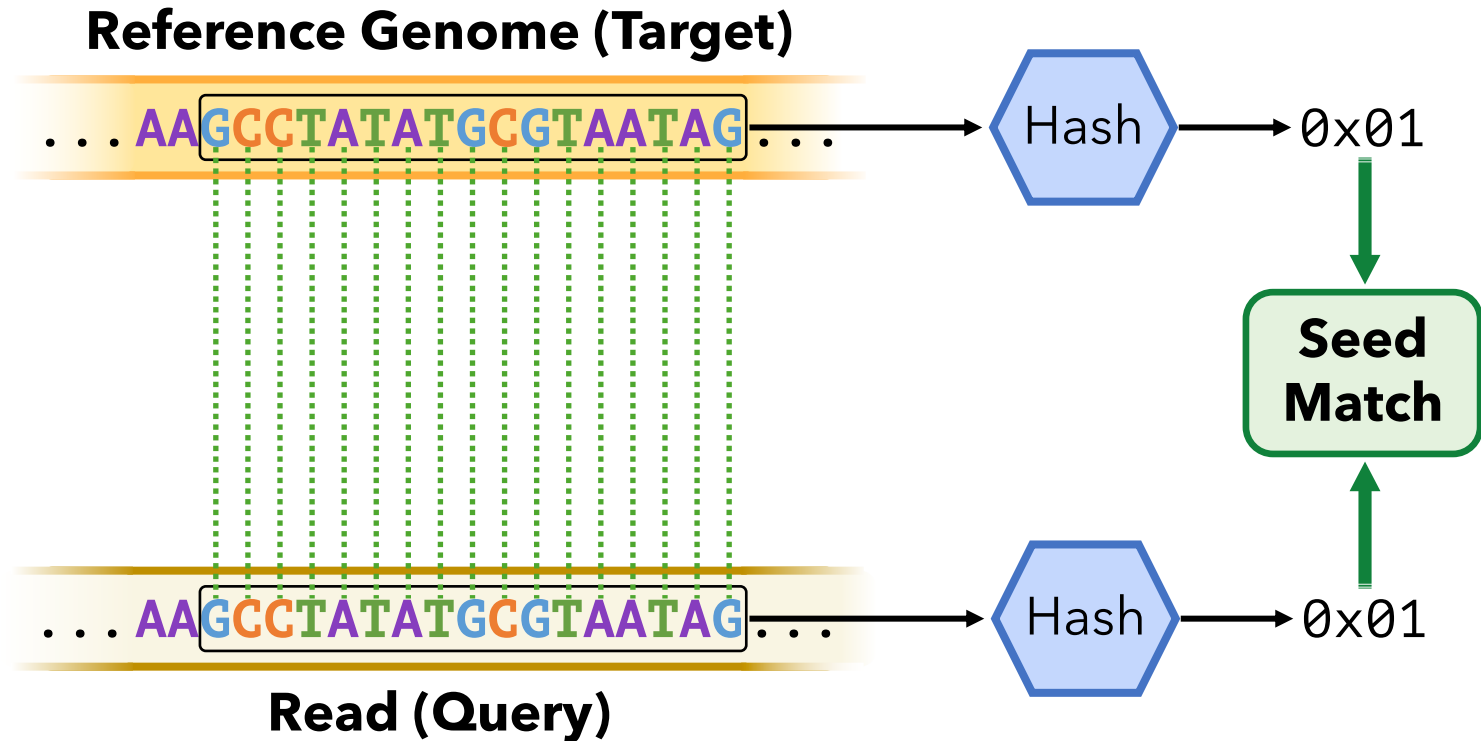 Reference Genome (Target)
. . . AAGCCTATATGCGTAATAG . . .
Hash
0x01
Seed
Match
. . . AAGCCTATATGCGTAATAG . . .
Hash
0x01
Read (Query)